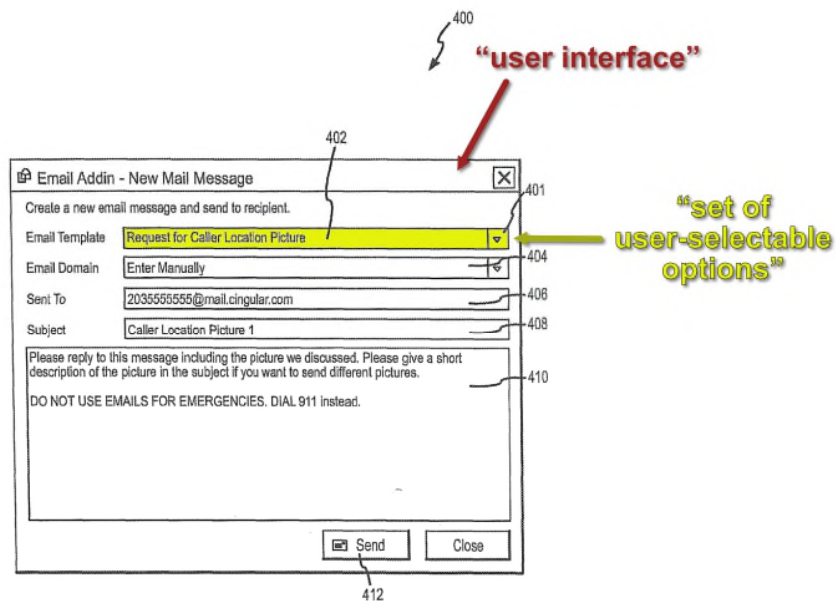 400
“user interface”
402
Email Addin - New Mail Message
401
Create a new email message and send to recipient.
Email Template Request for Caller Location Picture
“set of
user-selectable
options”
Email Domain Enter Manually
404
Sent To 2035555555@mail.cingular.com
406
Subject Caller Location Picture 1
408
Please reply to this message including the picture we discussed. Please give a short
description of the picture in the subject if you want to send different pictures.
410
DO NOT USE EMAILS FOR EMERGENCIES. DIAL 911 instead.
Send Close
412